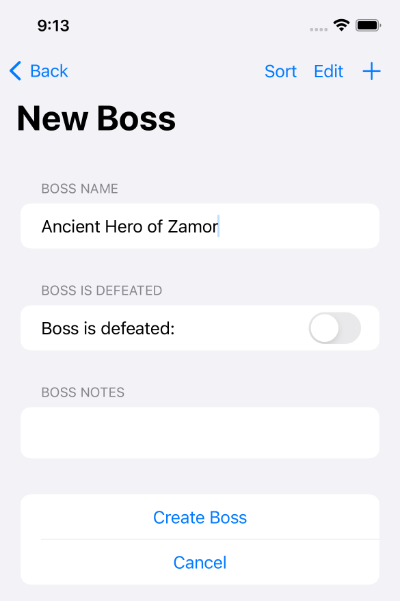 9:13
Back Sort Edit
New Boss
BOSS NAME
Ancient Hero of Zamor
BOSS IS DEFEATED
Boss is defeated:
BOSS NOTES
Create Boss
Cancel